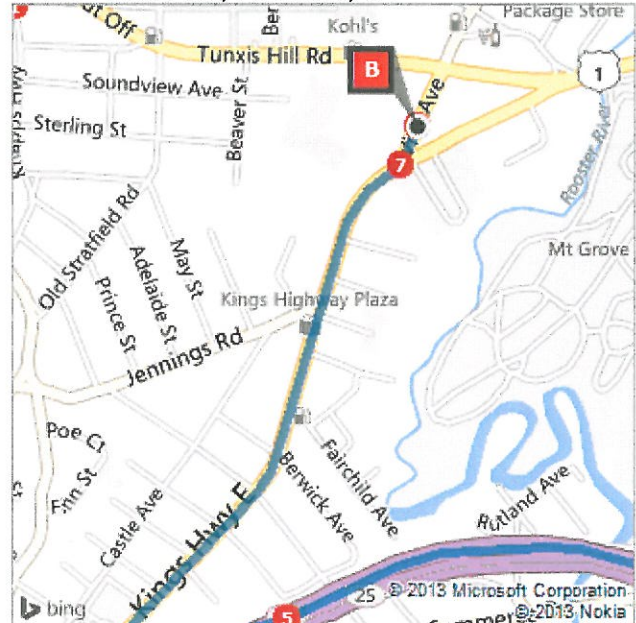 ut Off
Kohl's
Package Store
Tunxis Hill Rd
B
1
Soundview Ave
Ave
Sterling St
Beaver St
7
Rooster River
Old Stratfield Rd
May St
Adelaide St
Prince St
Mt Grove
Kings Highway Plaza
Jennings Rd
Poe Ct
Castle Ave
Berwick Ave
Fairchild Ave
Rutland Ave
Kings Hwy E
bing
5
25
© 2013 Microsoft Corporation
© 2013 Nokia